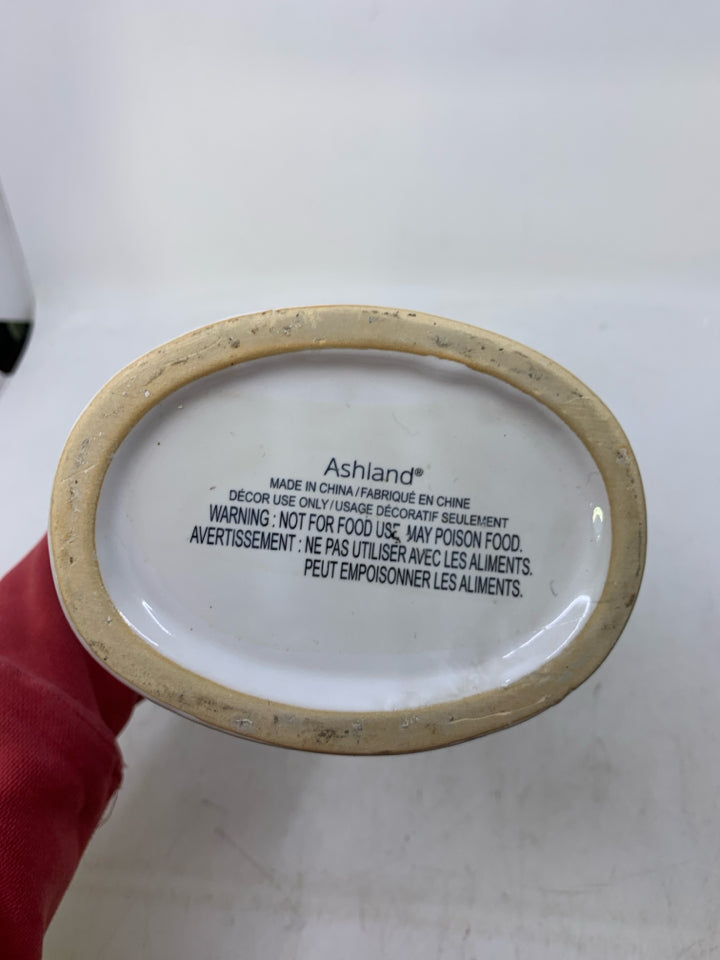 Ashland®
MADE IN CHINA/FABRIQUÉ EN CHINE
DÉCOR USE ONLY/USAGE DÉCORATIF SEULEMENT
WARNING : NOT FOR FOOD USE, MAY POISON FOOD.
AVERTISSEMENT : NE PAS UTILISER AVEC LES ALIMENTS.
PEUT EMPOISONNER LES ALIMENTS.